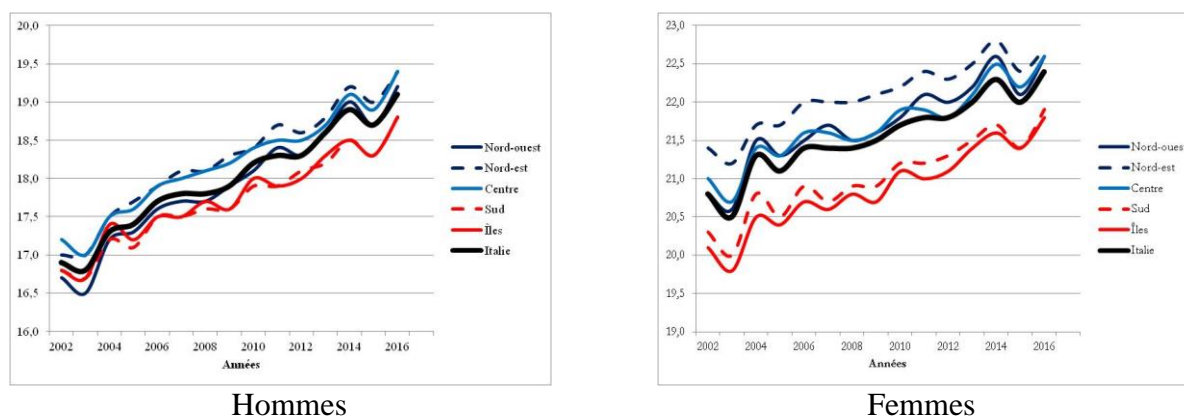 20,0
19,5
19,0
18,5
18,0
17,5
17,0
16,5
16,0
2002 2004 2006 2008 2010 2012 2014 2016
Années
Nord-ouest
Nord-est
Centre
Sud
Îles
Italie
Hommes
23,0
22,5
22,0
21,5
21,0
20,5
20,0
19,5
19,0
2002 2004 2006 2008 2010 2012 2014 2016
Années
Nord-oues
Nord-est
Centre
Sud
Îles
Italie
Femmes